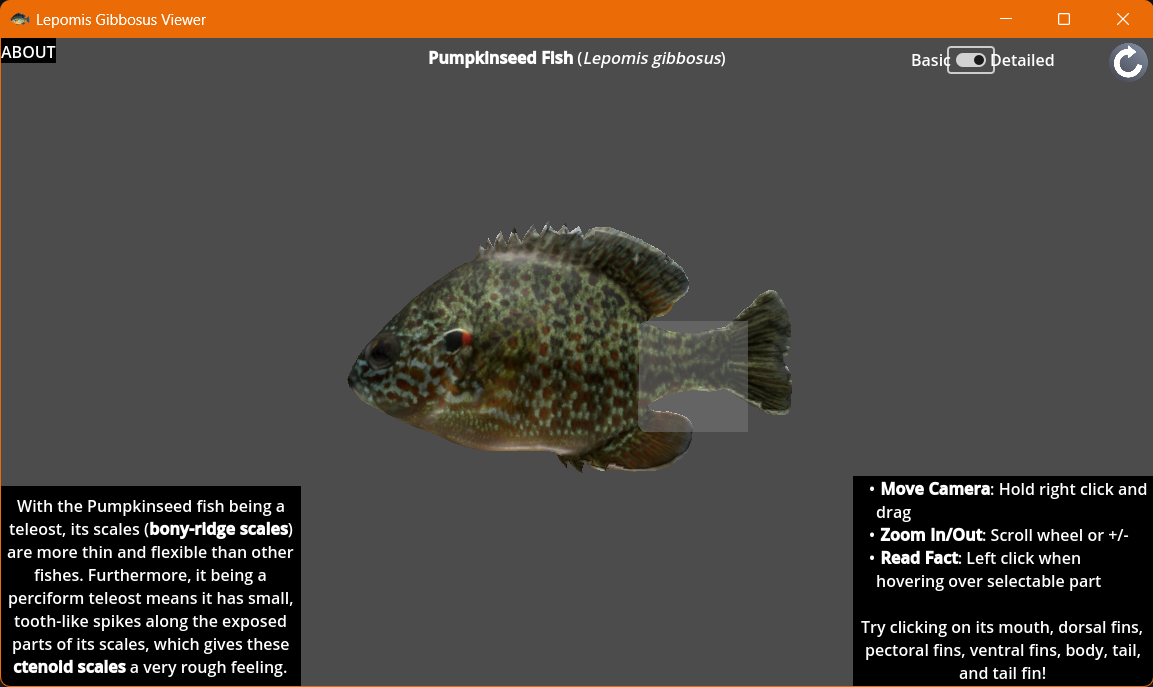 Lepomis Gibbosus Viewer
ABOUT
Pumpkinseed Fish (Lepomis gibbosus)
Basic Detailed
With the Pumpkinseed fish being a
teleost, its scales (bony-ridge scales)
are more thin and flexible than other
fishes. Furthermore, it being a
perciform teleost means it has small,
tooth-like spikes along the exposed
parts of its scales, which gives these
ctenoid scales a very rough feeling.
• Move Camera: Hold right click and
drag
• Zoom In/Out: Scroll wheel or +/-
• Read Fact: Left click when
hovering over selectable part
Try clicking on its mouth, dorsal fins,
pectoral fins, ventral fins, body, tail,
and tail fin!